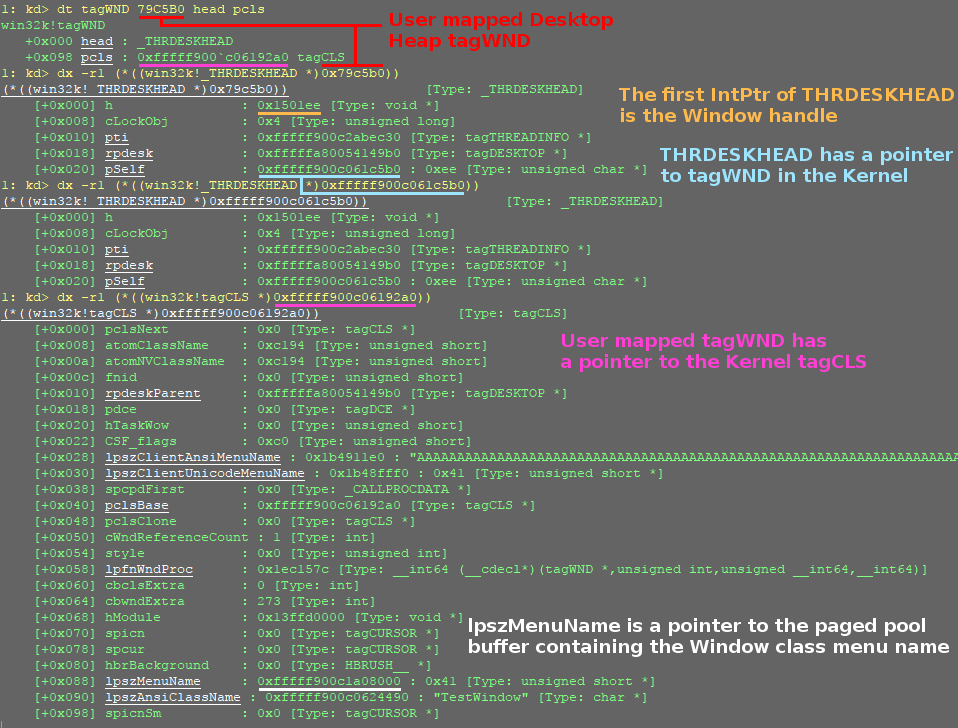 1: kd> dt tagWND 79C5B0 head pcls
User mapped Desktop
Heap tagWND
win32k!tagWND
+0x000 head : _THRDESKHEAD
+0x098 pcls : 0xfffff900`c06192a0 tagCLS
1: kd> dx -r1 (*((win32k!_THRDESKHEAD *)0x79c5b0))
(*((win32k!_THRDESKHEAD *)0x79c5b0)) [Type: _THRDESKHEAD]
[+0x000] h : 0x1501ee [Type: void *]
[+0x008] cLockObj : 0x4 [Type: unsigned long]
[+0x010] pti : 0xfffff900c2abec30 [Type: tagTHREADINFO *]
[+0x018] rpdesk : 0xfffffa80054149b0 [Type: tagDESKTOP *]
[+0x020] pSelf : 0xfffff900c061c5b0 : 0xee [Type: unsigned char *]
The first IntPtr of THRDESKHEAD
is the Window handle
THRDESKHEAD has a pointer
to tagWND in the Kernel
1: kd> dx -r1 (*((win32k!_THRDESKHEAD *)0xfffff900c061c5b0))
(*((win32k!_THRDESKHEAD *)0xfffff900c061c5b0)) [Type: _THRDESKHEAD]
[+0x000] h : 0x1501ee [Type: void *]
[+0x008] cLockObj : 0x4 [Type: unsigned long]
[+0x010] pti : 0xfffff900c2abec30 [Type: tagTHREADINFO *]
[+0x018] rpdesk : 0xfffffa80054149b0 [Type: tagDESKTOP *]
[+0x020] pSelf : 0xfffff900c061c5b0 : 0xee [Type: unsigned char *]
1: kd> dx -r1 (*((win32k!tagCLS *)0xfffff900c06192a0))
(*((win32k!tagCLS *)0xfffff900c06192a0)) [Type: tagCLS]
[+0x000] pclsNext : 0x0 [Type: tagCLS *]
[+0x008] atomClassName : 0xc194 [Type: unsigned short]
[+0x00a] atomNVClassName : 0xc194 [Type: unsigned short]
[+0x00c] fnid : 0x0 [Type: unsigned short]
[+0x010] rpdeskParent : 0xfffffa80054149b0 [Type: tagDESKTOP *]
[+0x018] pdce : 0x0 [Type: tagDCE *]
[+0x020] hTaskWow : 0x0 [Type: unsigned short]
[+0x022] CSF_flags : 0xc0 [Type: unsigned short]
User mapped tagWND has
a pointer to the Kernel tagCLS
[+0x028] lpszClientAnsiMenuName : 0x1b4911e0 : "AAAAAAAAAAAAAAAAAAAAAAAAAAAAAAAAAAAAAAAAAAAAAAAAAAAAAAAAAAAAAAAAAAAA
[+0x030] lpszClientUnicodeMenuName : 0x1b48fff0 : 0x41 [Type: unsigned short *]
[+0x038] spcpdFirst : 0x0 [Type: _CALLPROCDATA *]
[+0x040] pclsBase : 0xfffff900c06192a0 [Type: tagCLS *]
[+0x048] pclsClone : 0x0 [Type: tagCLS *]
[+0x050] cWndReferenceCount : 1 [Type: int]
[+0x054] style : 0x0 [Type: unsigned int]
[+0x058] lpfnWndProc : 0x1ec157c [Type: __int64 (__cdecl*)(tagWND *,unsigned int,unsigned __int64,__int64)]
[+0x060] cbclsExtra : 0 [Type: int]
[+0x064] cbwndExtra : 273 [Type: int]
[+0x068] hModule : 0x13ffd0000 [Type: void *]
[+0x070] spicn : 0x0 [Type: tagCURSOR *]
[+0x078] spcur : 0x0 [Type: tagCURSOR *]
[+0x080] hbrBackground : 0x0 [Type: HBRUSH__ *]
lpszMenuName is a pointer to the paged pool
buffer containing the Window class menu name
[+0x088] lpszMenuName : 0xfffff900c1a08000 : 0x41 [Type: unsigned short *]
[+0x090] lpszAnsiClassName : 0xfffff900c0624490 : "TestWindow" [Type: char *]
[+0x098] spicnSm : 0x0 [Type: tagCURSOR *]